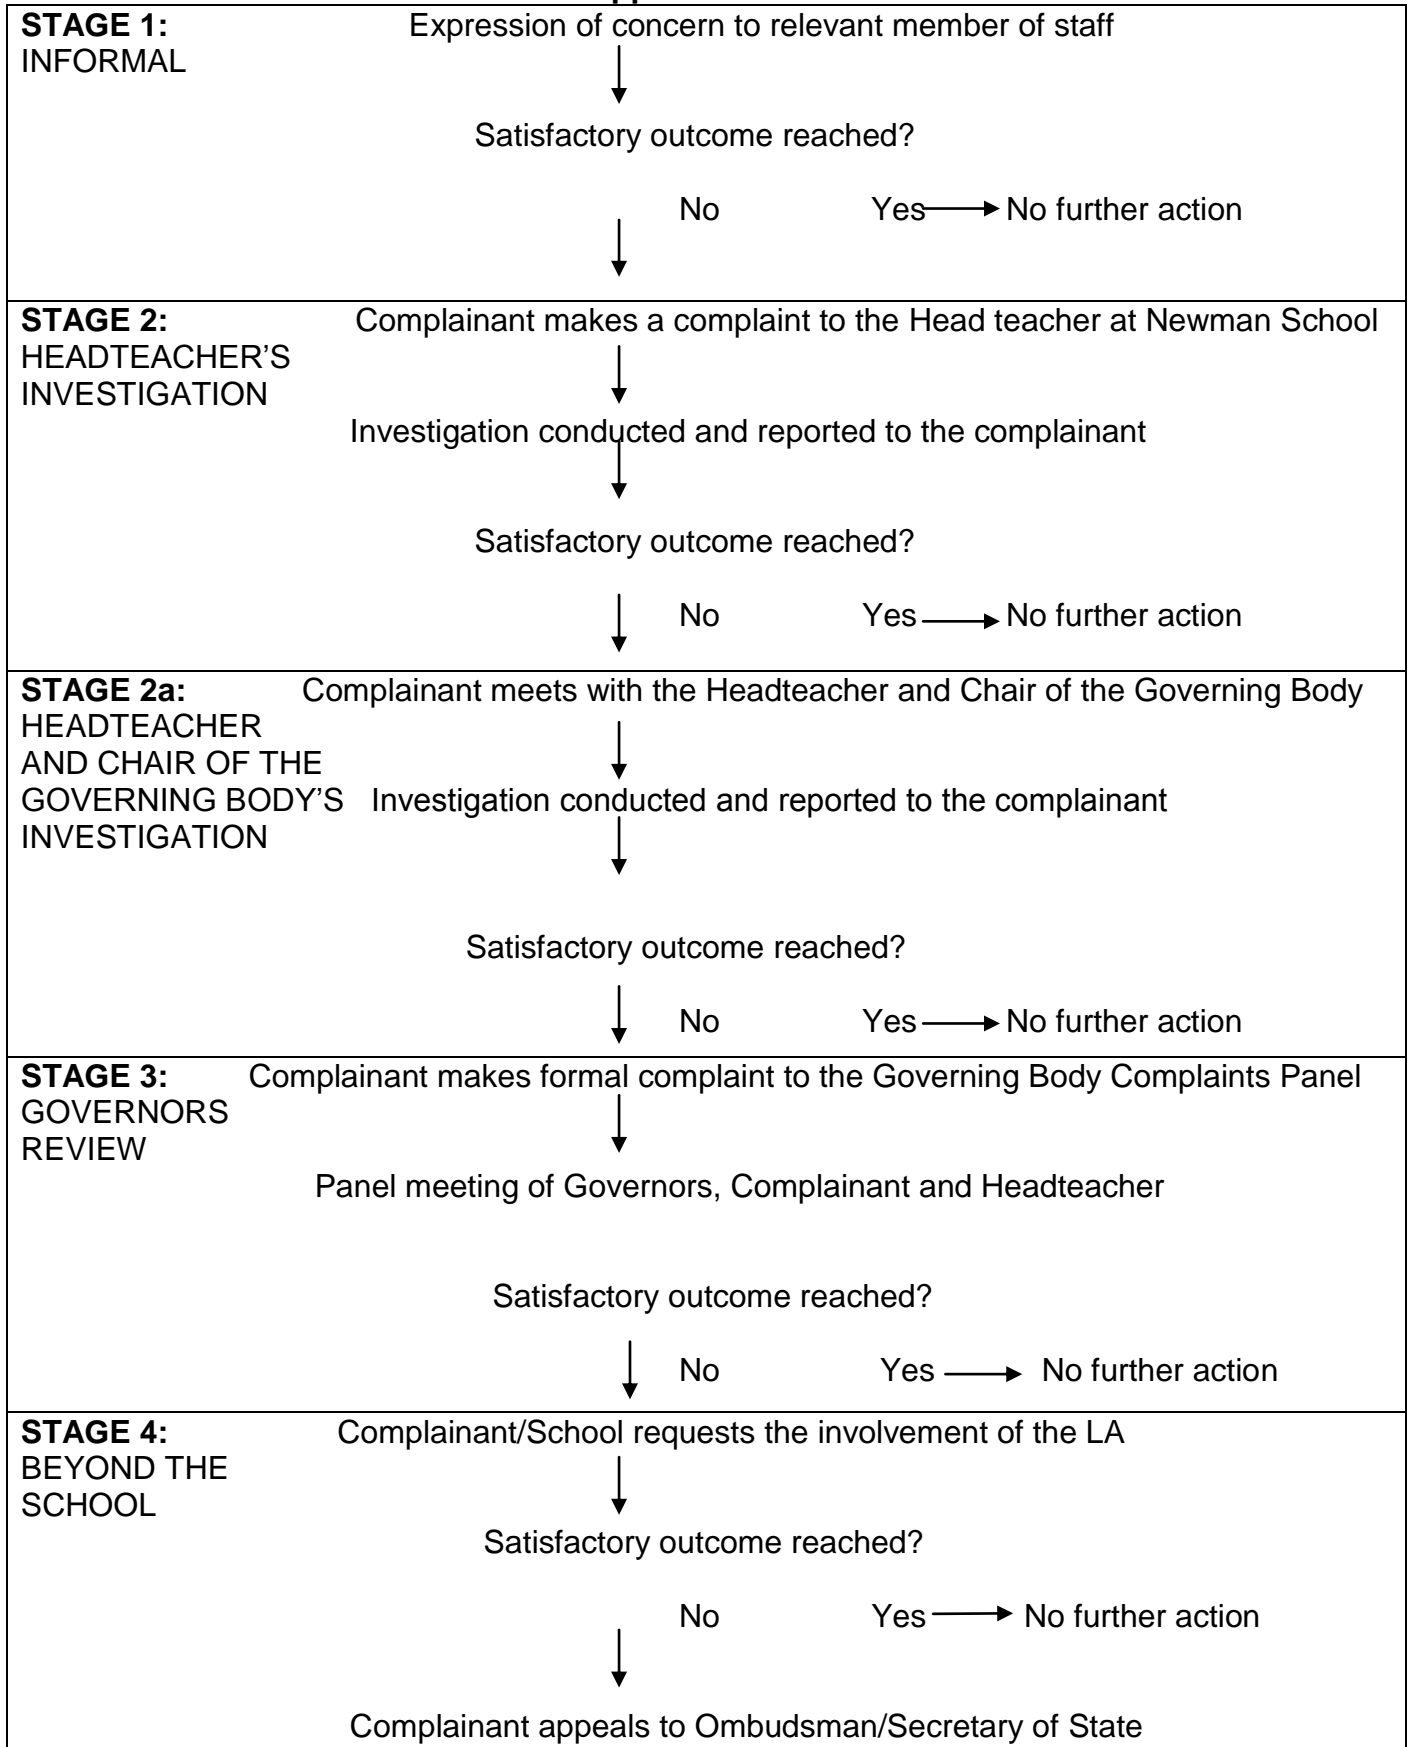 STAGE 1: Expression of concern to relevant member of staff
INFORMAL
Satisfactory outcome reached?
No Yes No further action
STAGE 2: Complainant makes a complaint to the Head teacher at Newman School
HEADTEACHER'S
INVESTIGATION
Investigation conducted and reported to the complainant
Satisfactory outcome reached?
No Yes No further action
STAGE 2a: Complainant meets with the Headteacher and Chair of the Governing Body
HEADTEACHER
AND CHAIR OF THE
GOVERNING BODY'S Investigation conducted and reported to the complainant
INVESTIGATION
Satisfactory outcome reached?
No Yes No further action
STAGE 3: Complainant makes formal complaint to the Governing Body Complaints Panel
GOVERNORS
REVIEW
Panel meeting of Governors, Complainant and Headteacher
Satisfactory outcome reached?
No Yes No further action
STAGE 4: Complainant/School requests the involvement of the LA
BEYOND THE
SCHOOL
Satisfactory outcome reached?
No Yes No further action
Complainant appeals to Ombudsman/Secretary of State